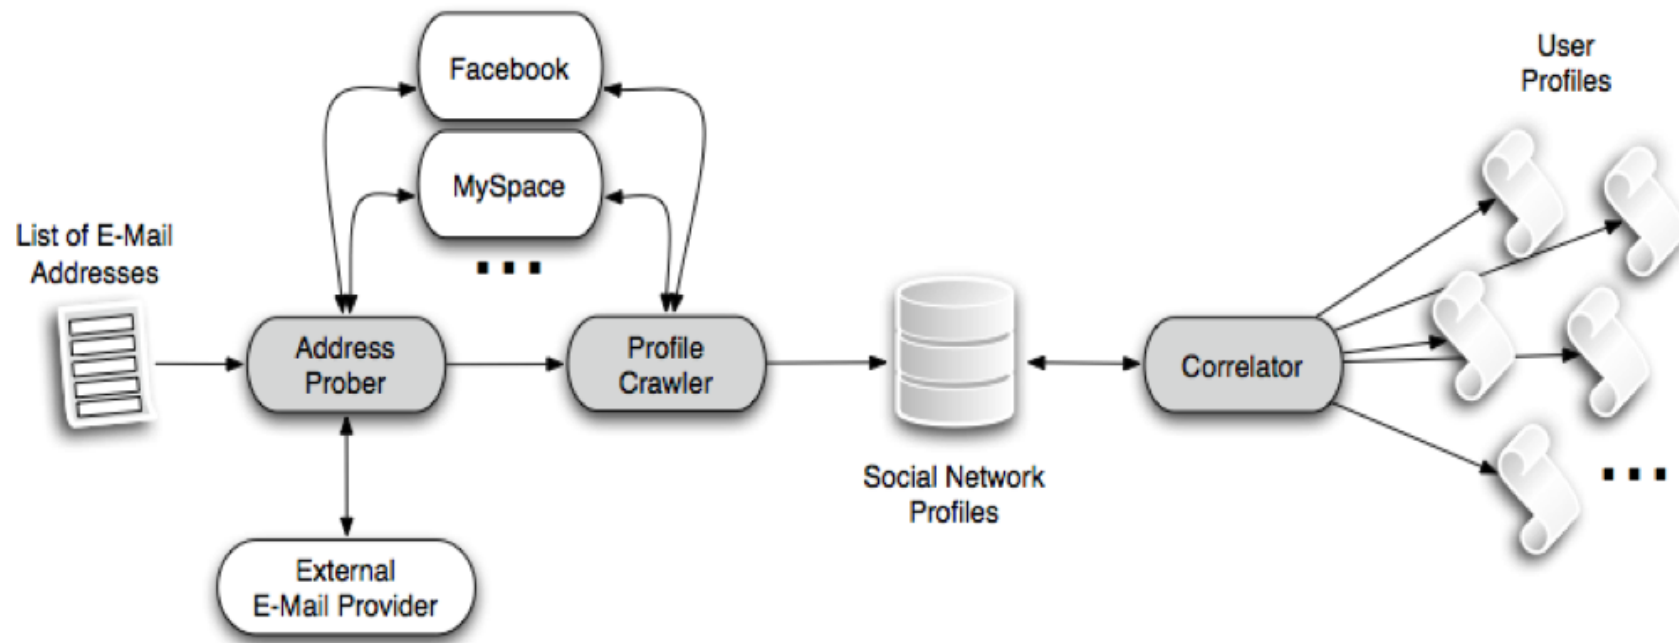 Facebook
MySpace
List of E-Mail
Addresses
Address
Prober
Profile
Crawler
External
E-Mail Provider
Social Network
Profiles
Correlator
User
Profiles